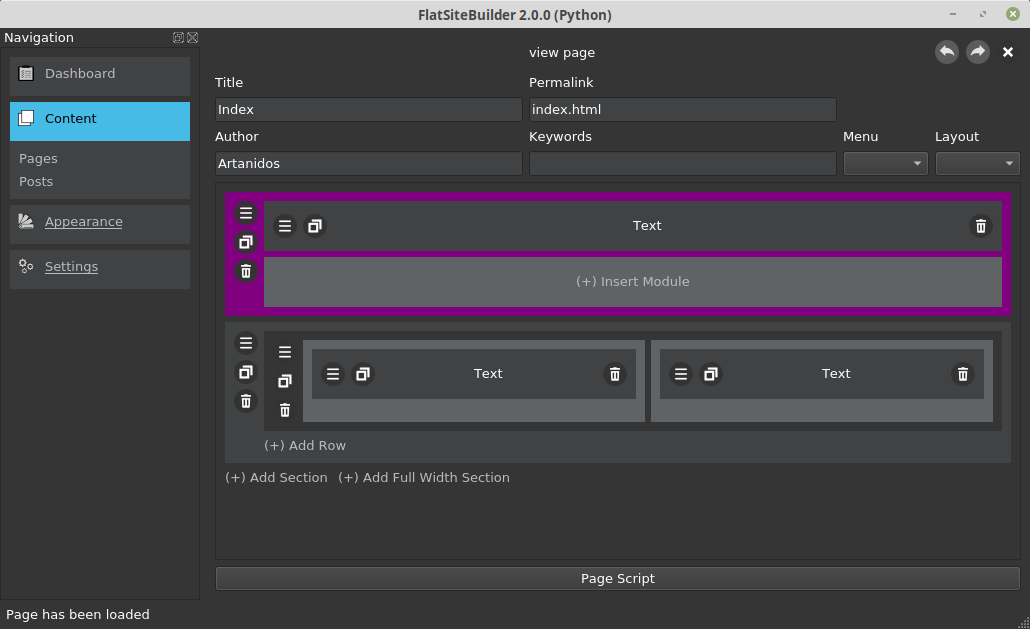 FlatSiteBuilder 2.0.0 (Python)
Navigation
Dashboard
Content
Pages
Posts
Appearance
Settings
view page
Title
Permalink
Index
index.html
Author
Keywords
Menu
Layout
Artanidos
Text
(+) Insert Module
Text
Text
(+) Add Row
(+) Add Section
(+) Add Full Width Section
Page Script
Page has been loaded